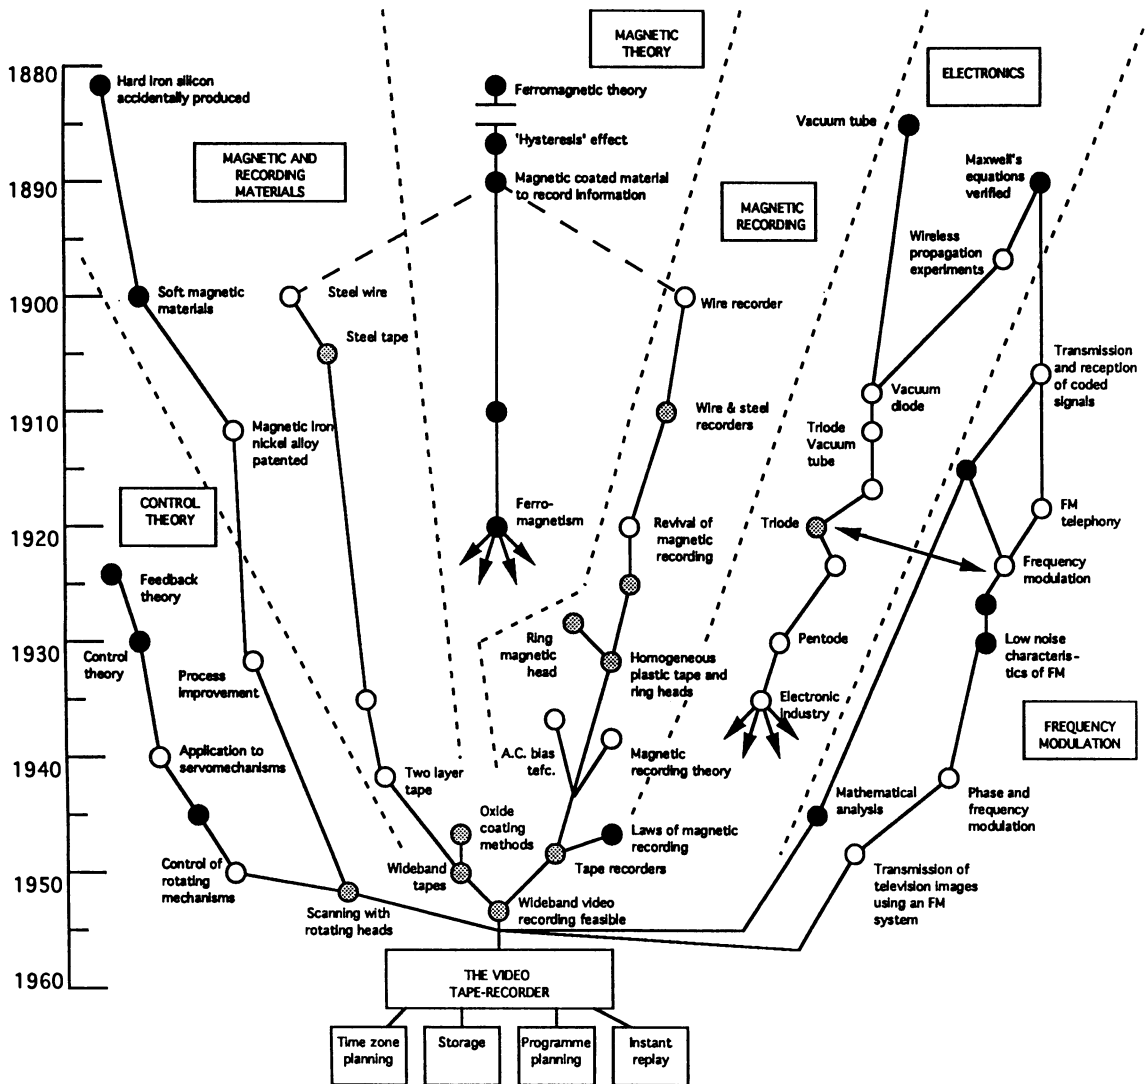 MAGNETIC
THEORY
ELECTRONICS
1880
Hard iron silicon
accidentally produced
Ferromagnetic theory
Vacuum tube
'Hysteresis' effect
MAGNETIC AND
RECORDING
MATERIALS
Maxwell's
equations
verified
1890
Magnetic coated material
to record information
MAGNETIC
RECORDING
Wireless
propagation
experiments
1900
Soft magnetic
materials
Steel wire
Wire recorder
Steel tape
Transmission
and reception
of coded
signals
Vacuum
diode
1910
Magnetic iron
nickel alloy
patented
Wire & steel
recorders
Triode
Vacuum
tube
CONTROL
THEORY
Ferro-
magnetism
FM
telephony
1920
Revival of
magnetic
recording
Triode
Frequency
modulation
Feedback
theory
1930
Control
theory
Ring
magnetic
head
Homogeneous
plastic tape and
ring heads
Pentode
Low noise
characteris-
tics of FM
Process
improvement
Electronic
industry
FREQUENCY
MODULATION
1940
Application to
servomechanisms
Two layer
tape
A.C. bias
tefc.
Magnetic
recording theory
Mathematical
analysis
Phase and
frequency
modulation
Oxide
coating
methods
Laws of magnetic
recording
1950
Control of
rotating
mechanisms
Wideband
tapes
Tape recorders
Transmission of
television images
using an FM
system
Scanning with
rotating heads
Wideband video
recording feasible
1960
THE VIDEO
TAPE-RECORDER
Time zone
planning
Storage
Programme
planning
Instant
replay